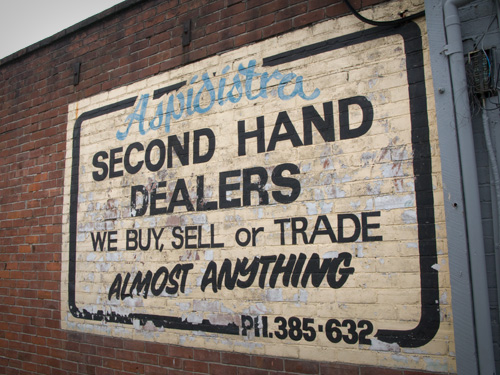 Aspidistra
SECOND HAND
DEALERS
WE BUY, SELL or TRADE
ALMOST ANYTHING
PH.385·632